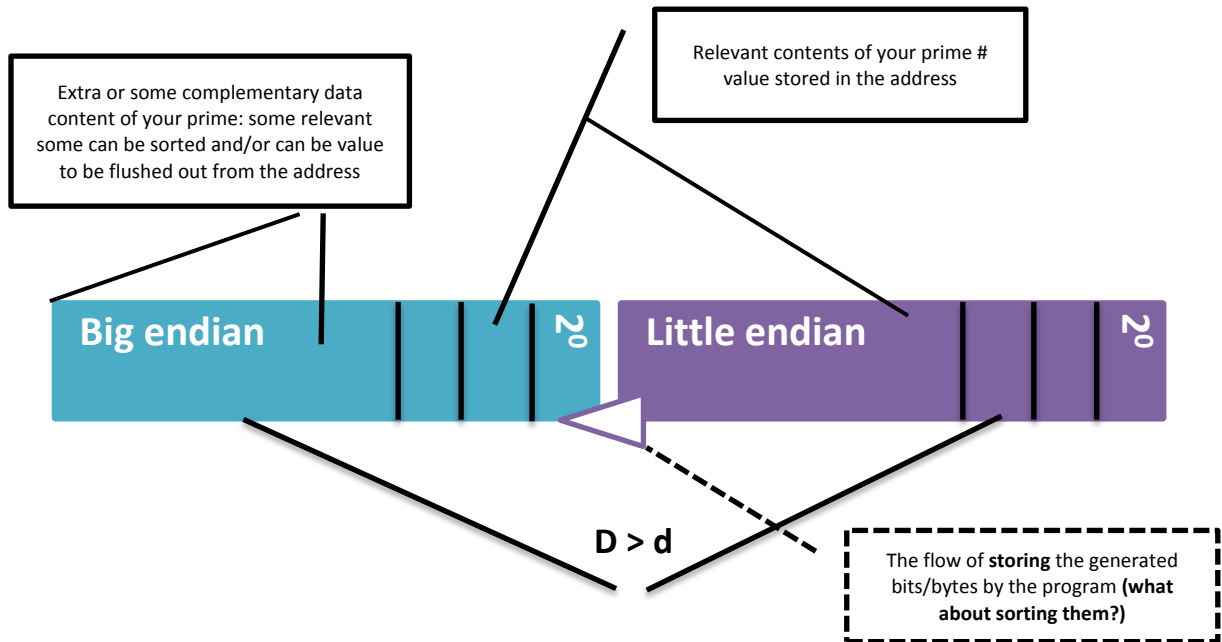 Extra or some complementary data
content of your prime: some relevant
some can be sorted and/or can be value
to be flushed out from the address
Relevant contents of your prime #
value stored in the address
Big endian
2⁰
Little endian
2⁰
D > d
The flow of storing the generated
bits/bytes by the program (what
about sorting them?)